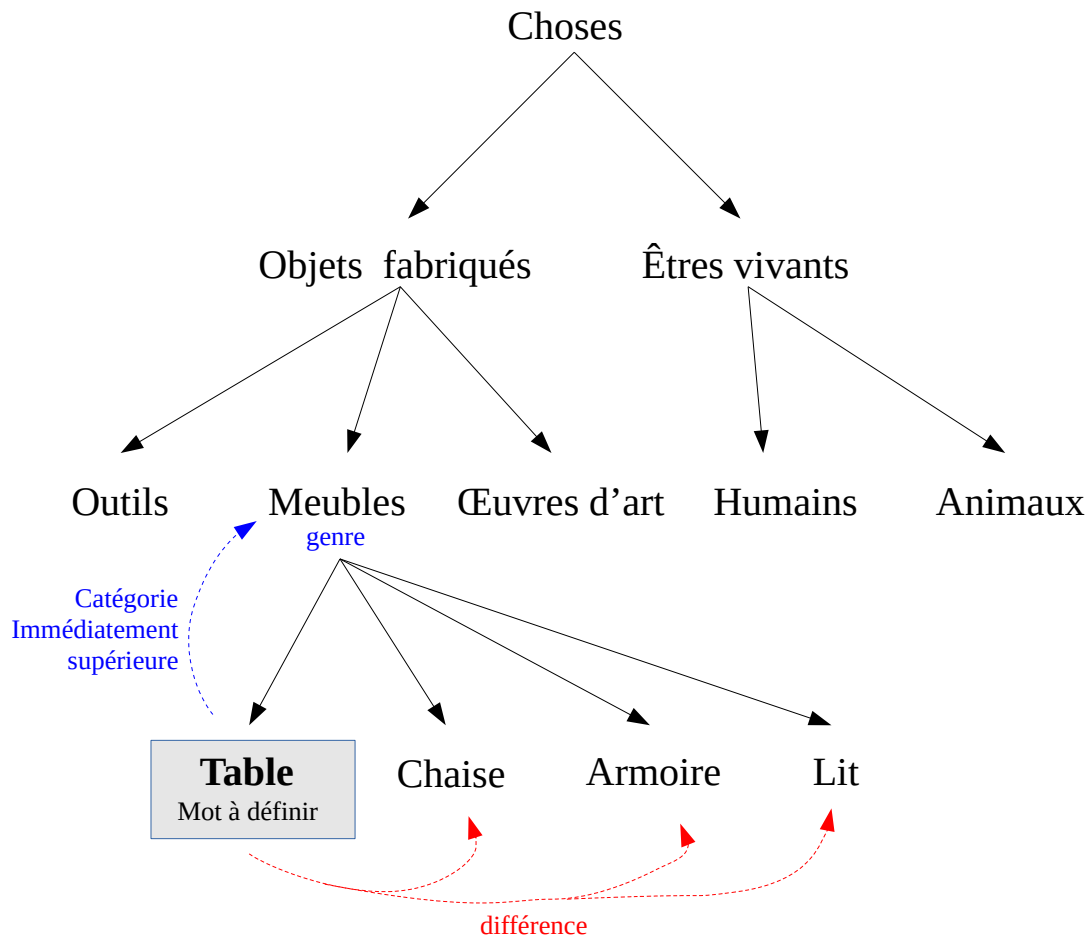 Choses
Objets fabriqués
Êtres vivants
Outils
Meubles
Œuvres d'art
Humains
Animaux
genre
Catégorie
Immédiatement
supérieure
Table
Mot à définir
Chaise
Armoire
Lit
différence